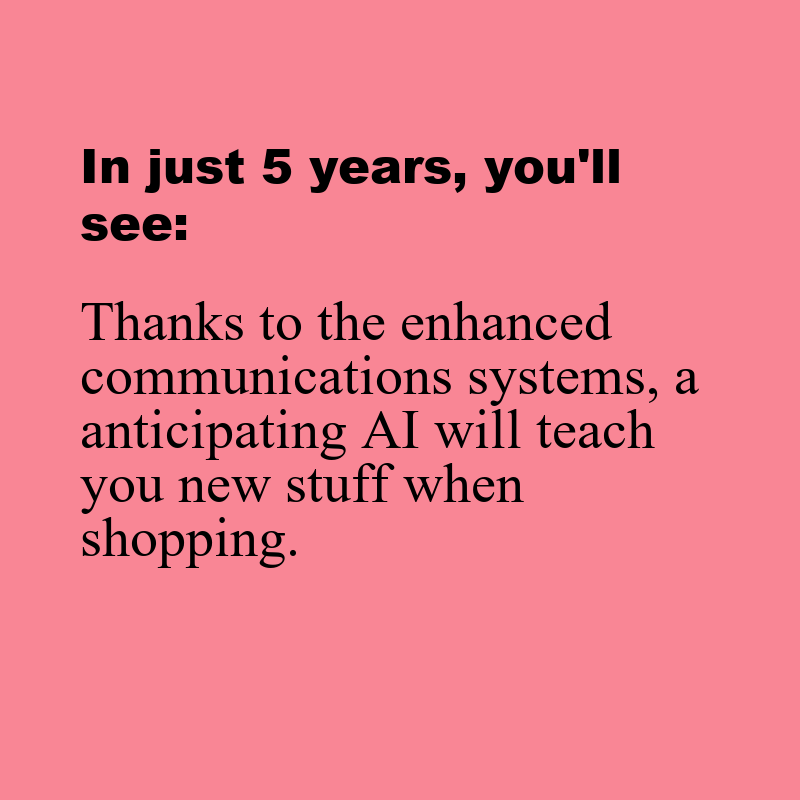 In just 5 years, you'll
see:
Thanks to the enhanced
communications systems, a
anticipating AI will teach
you new stuff when
shopping.